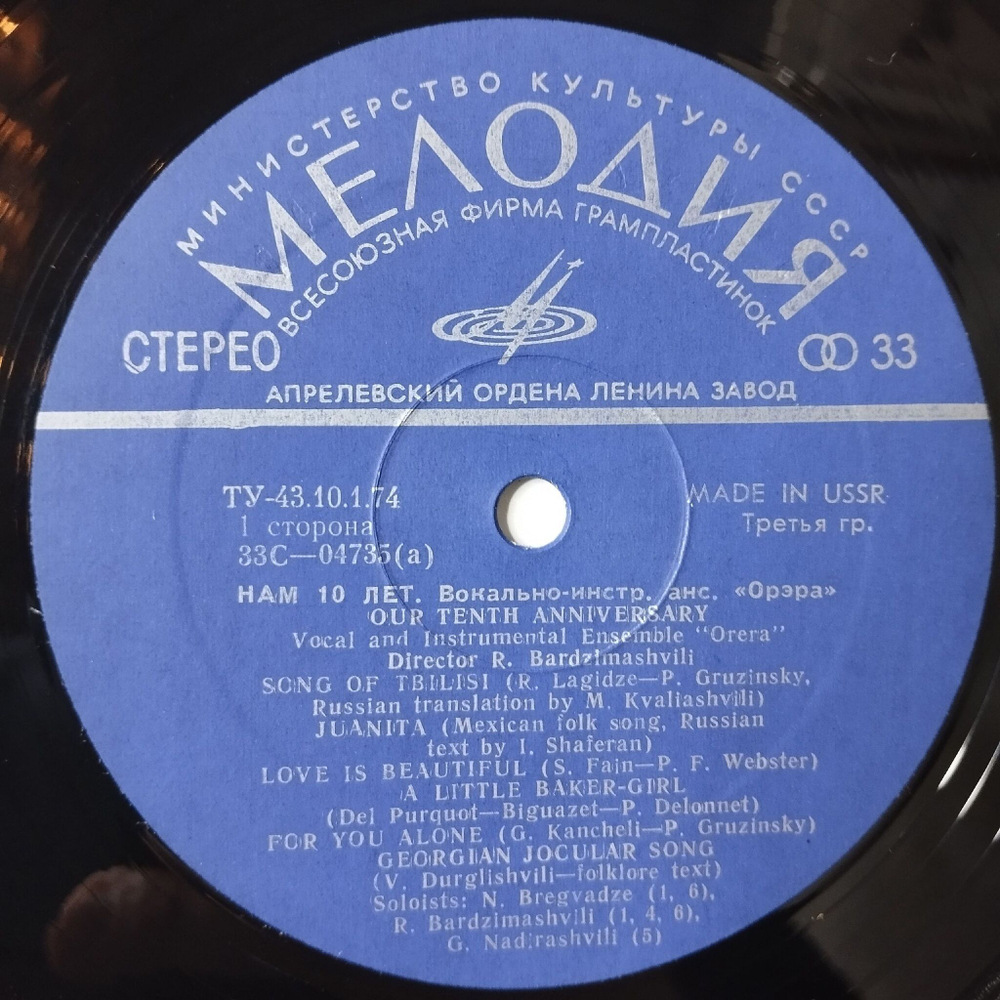 МИНИСТЕРСТВО КУЛЬТУРЫ СССР
МЕЛОДИЯ
ВСЕСОЮЗНАЯ ФИРМА ГРАМПЛАСТИНОК
СТЕРЕО
33
АПРЕЛЕВСКИЙ ОРДЕНА ЛЕНИНА ЗАВОД
ТУ-43.10.1.74
MADE IN USSR
1 сторона
Третья гр.
33С—04735(а)
НАМ 10 ЛЕТ. Вокально-инстр. анс. «Орэра»
OUR TENTH ANNIVERSARY
Vocal and Instrumental Ensemble "Orera"
Director R. Bardzimashvili
SONG OF TBILISI (R. Lagidze—P. Gruzinsky,
Russian translation by M. Kvaliashvili)
JUANITA (Mexican folk song, Russian
text by I. Shaferan)
LOVE IS BEAUTIFUL (S. Fain—P. F. Webster)
A LITTLE BAKER-GIRL
(Del Purquot—Biguazet—P. Delonnet)
FOR YOU ALONE (G. Kancheli—P. Gruzinsky)
GEORGIAN JOCULAR SONG
(V. Durglishvili—folklore text)
Soloists: N. Bregvadze (1, 6),
R. Bardzimashvili (1, 4, 6),
G. Nadirashvili (5)